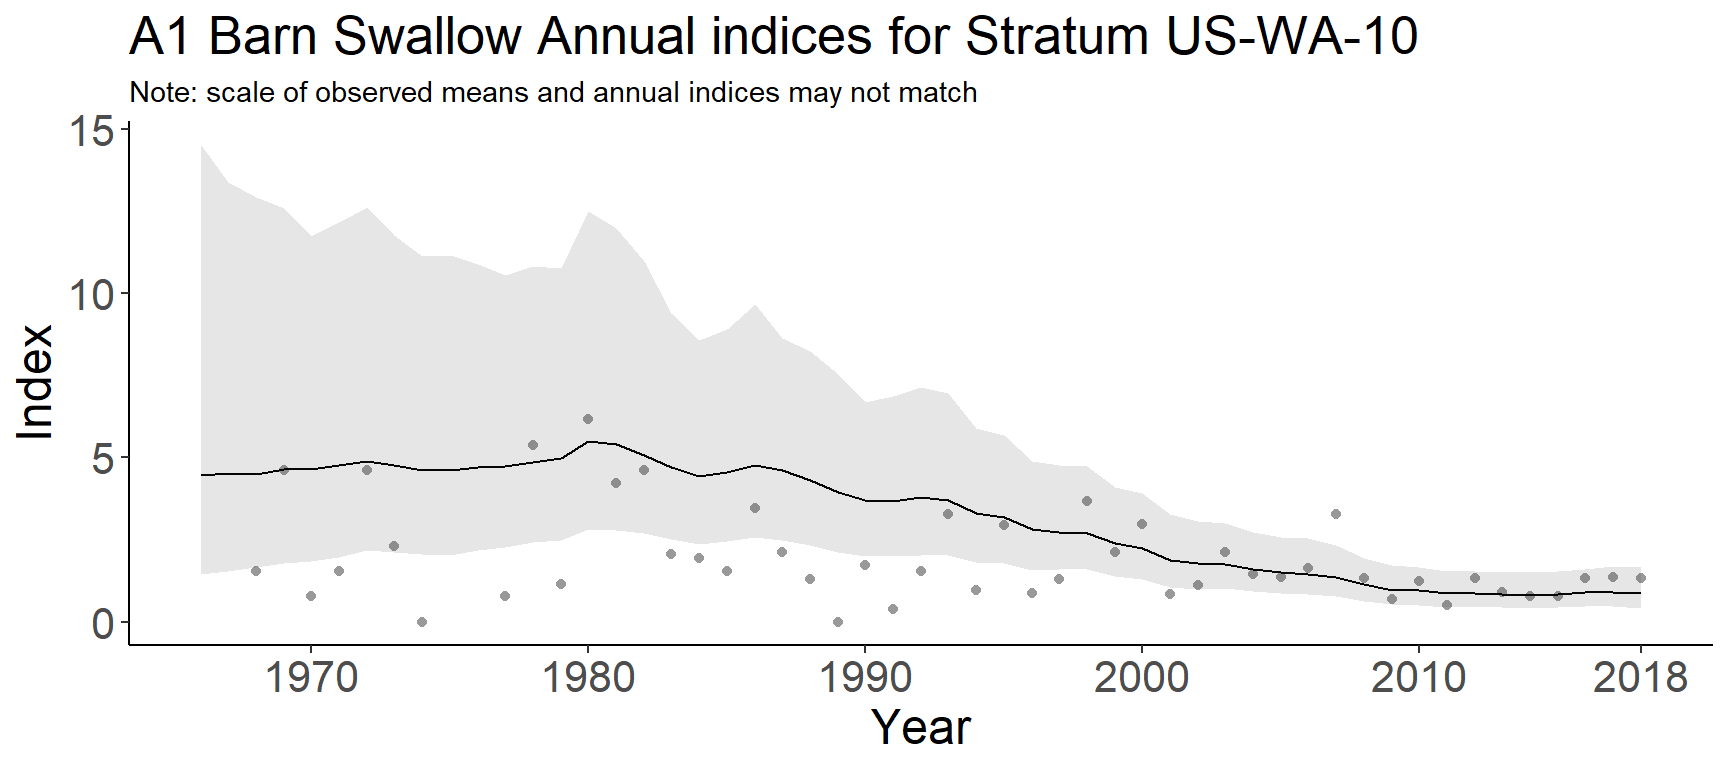 A1 Barn Swallow Annual indices for Stratum US-WA-10
Note: scale of observed means and annual indices may not match
15
10
5
0
Index
1970 1980 1990 2000 2010 2018
Year